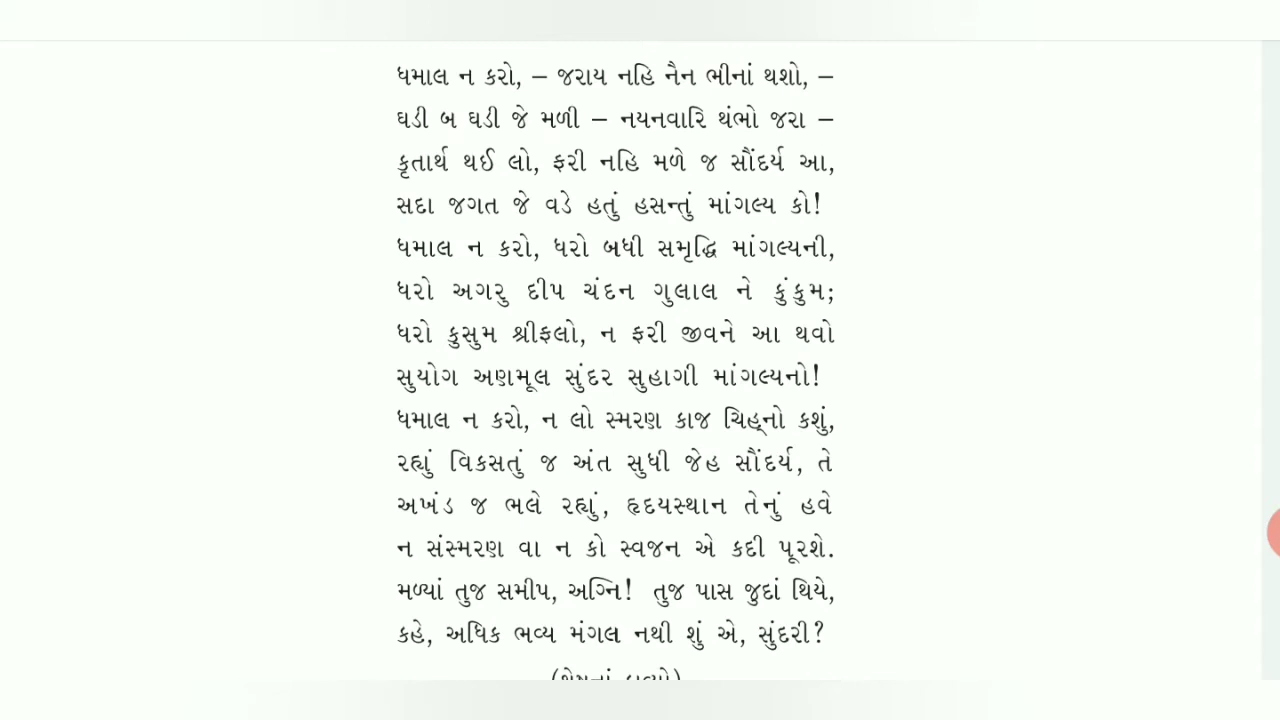 ધમાલ ન કરો, – જરાય નહિ નૈન ભીનાં થશો, –
ઘડી બ ઘડી જે મળી – નયનવારિ થંભો જરા –
કૃતાર્થ થઈ લો, ફરી નહિ મળે જ સૌંદર્ય આ,
સદા જગત જે વડે હતું હસન્તું માંગલ્ય કો!
ધમાલ ન કરો, ધરો બધી સમૃદ્ધિ માંગલ્યની,
ધરો અગરુ દીપ ચંદન ગુલાલ ને કુંકુમ;
ધરો કુસુમ શ્રીફલો, ન ફરી જીવને આ થવો
સુયોગ અણમૂલ સુંદર સુહાગી માંગલ્યનો!
ધમાલ ન કરો, ન લો સ્મરણ કાજ ચિહ્નો કશું,
રહ્યું વિકસતું જ અંત સુધી જેહ સૌંદર્ય, તે
અખંડ જ ભલે રહ્યું, હૃદયસ્થાન તેનું હવે
ન સંસ્મરણ વા ન કો સ્વજન એ કદી પૂરશે.
મળ્યાં તુજ સમીપ, અગ્નિ! તુજ પાસ જુદાં થિયે,
કહે, અધિક ભવ્ય મંગલ નથી શું એ, સુંદરી?